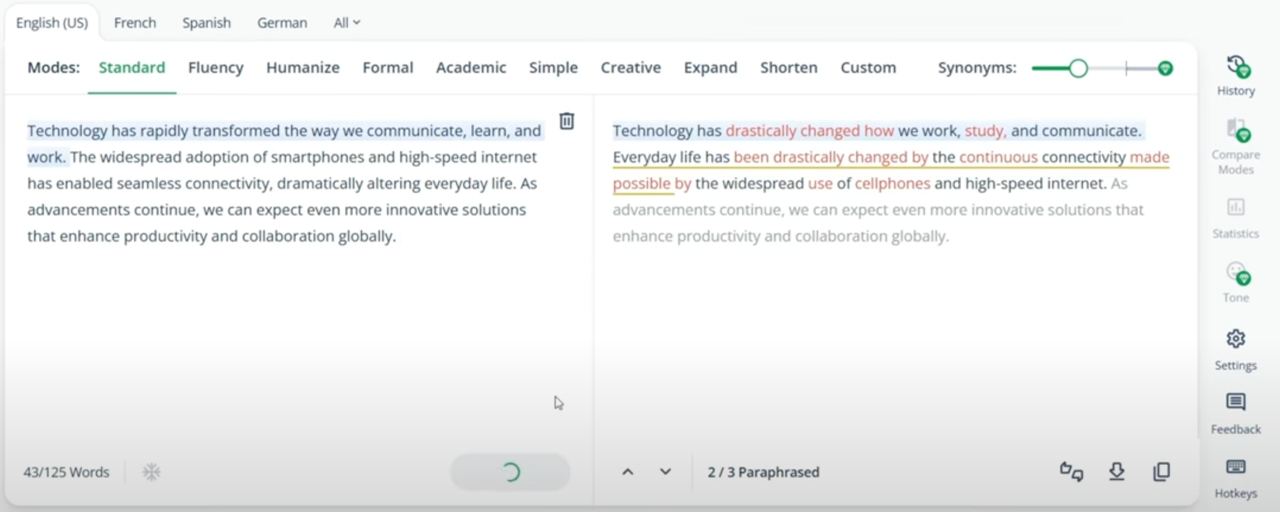 English (US) French Spanish German All
Modes: Standard Fluency Humanize Formal Academic Simple Creative Expand Shorten Custom Synonyms:
Technology has rapidly transformed the way we communicate, learn, and
work. The widespread adoption of smartphones and high-speed internet
has enabled seamless connectivity, dramatically altering everyday life. As
advancements continue, we can expect even more innovative solutions
that enhance productivity and collaboration globally.
43/125 Words
Technology has drastically changed how we work, study, and communicate.
Everyday life has been drastically changed by the continuous connectivity made
possible by the widespread use of cellphones and high-speed internet. As
advancements continue, we can expect even more innovative solutions that
enhance productivity and collaboration globally.
2 / 3 Paraphrased
History
Compare
Modes
Statistics
Tone
Settings
Feedback
Hotkeys